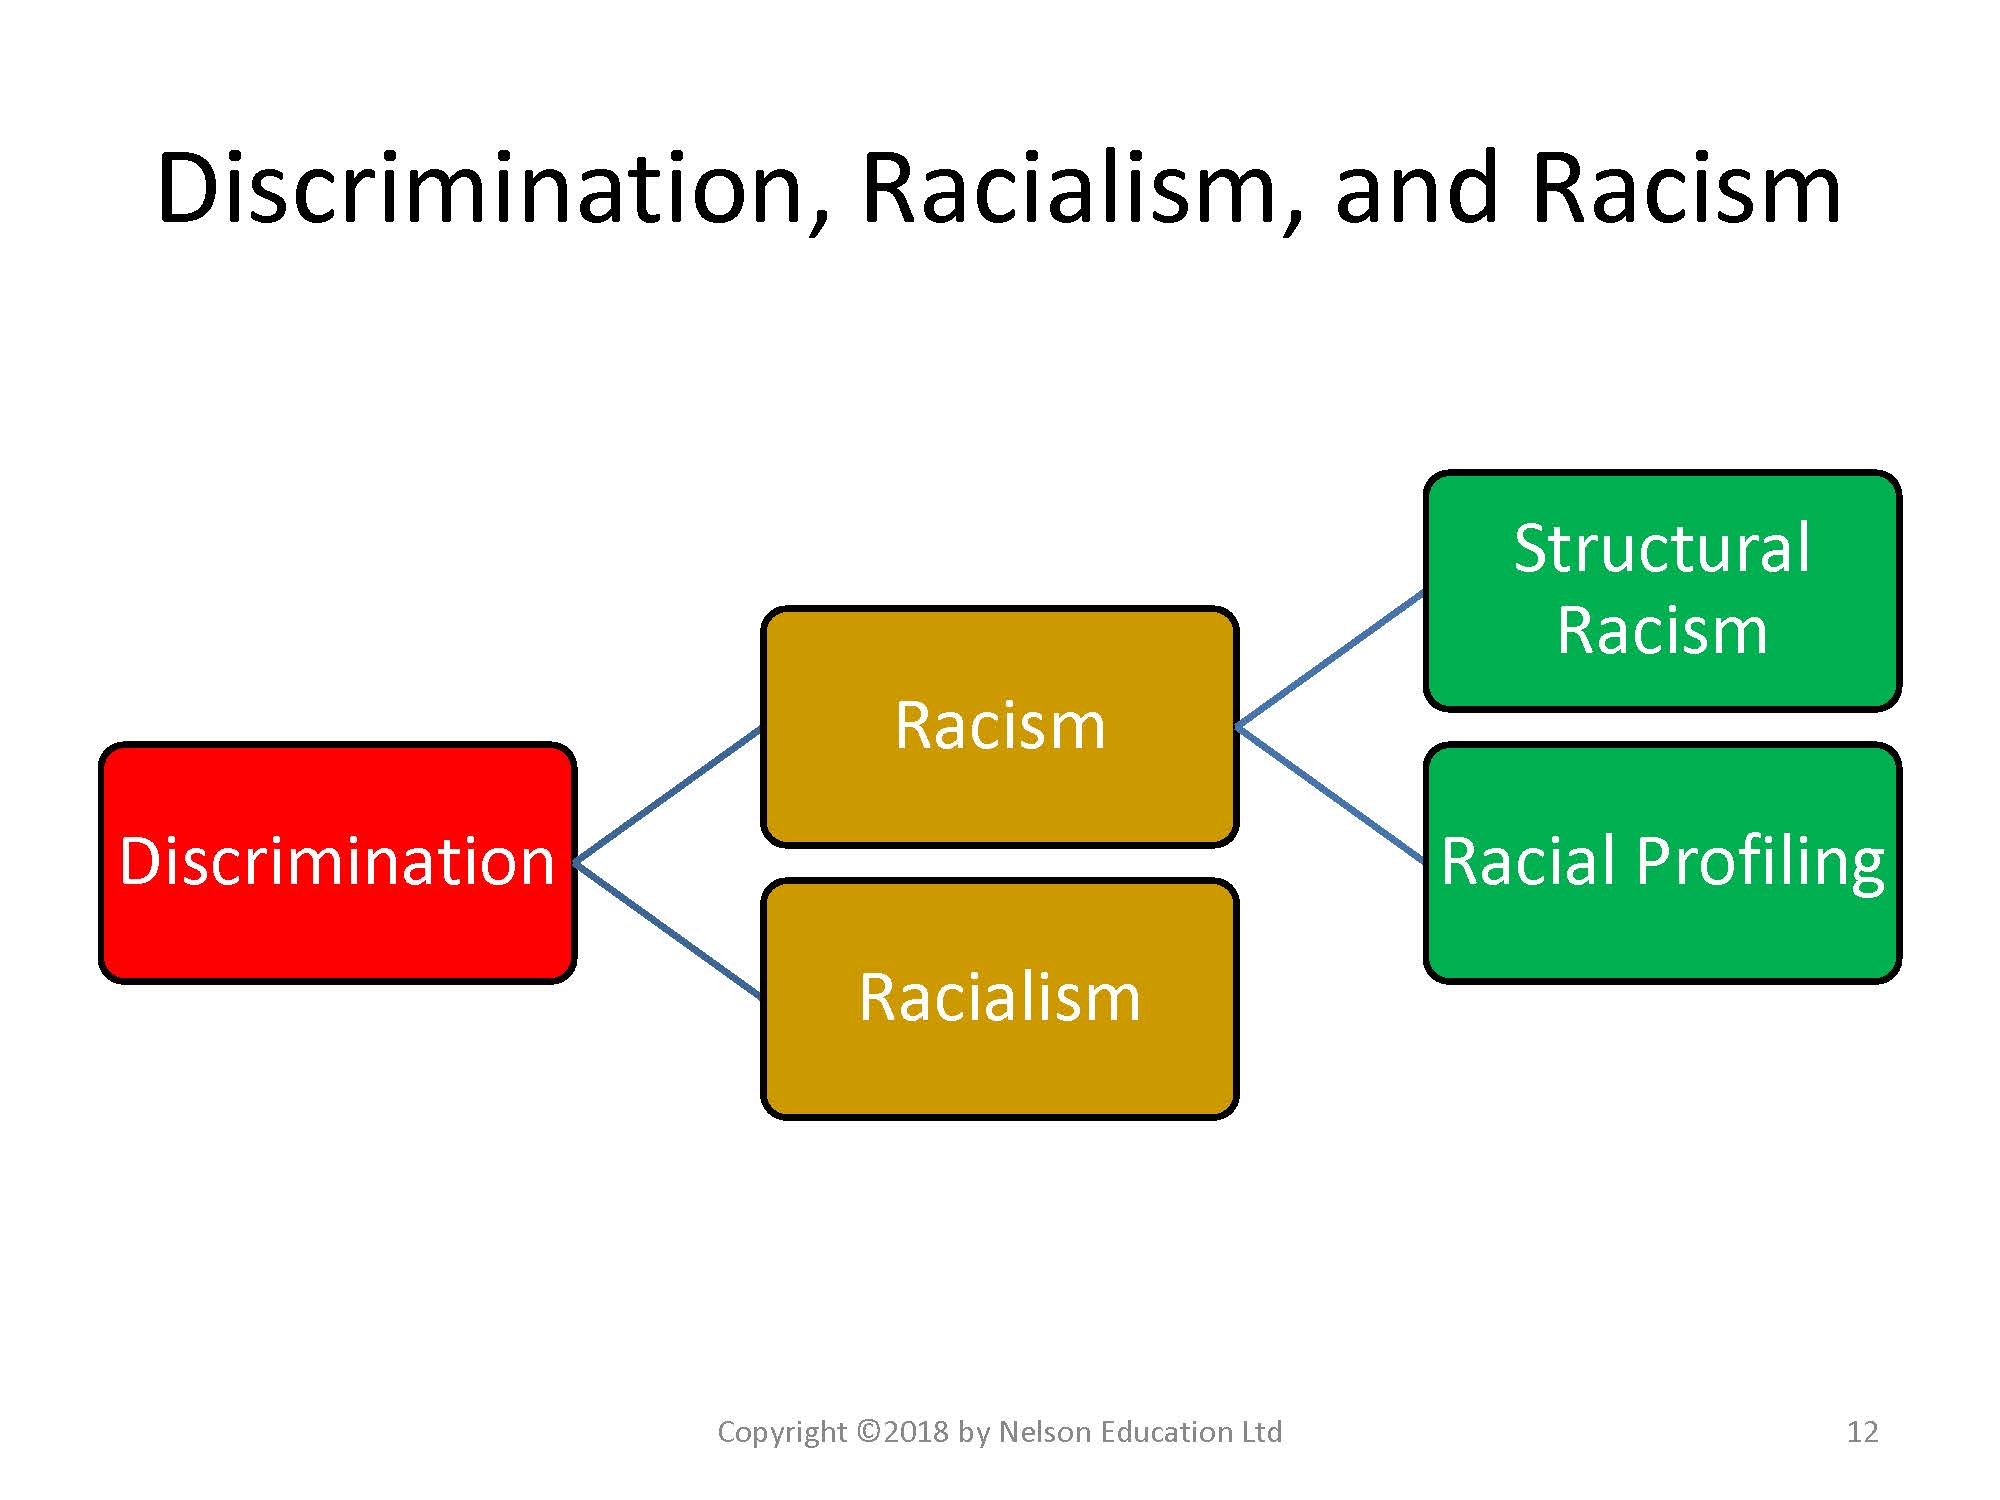 Discrimination, Racialism, and Racism
Discrimination
Racism
Racialism
Structural
Racism
Racial Profiling
Copyright ©2018 by Nelson Education Ltd
12